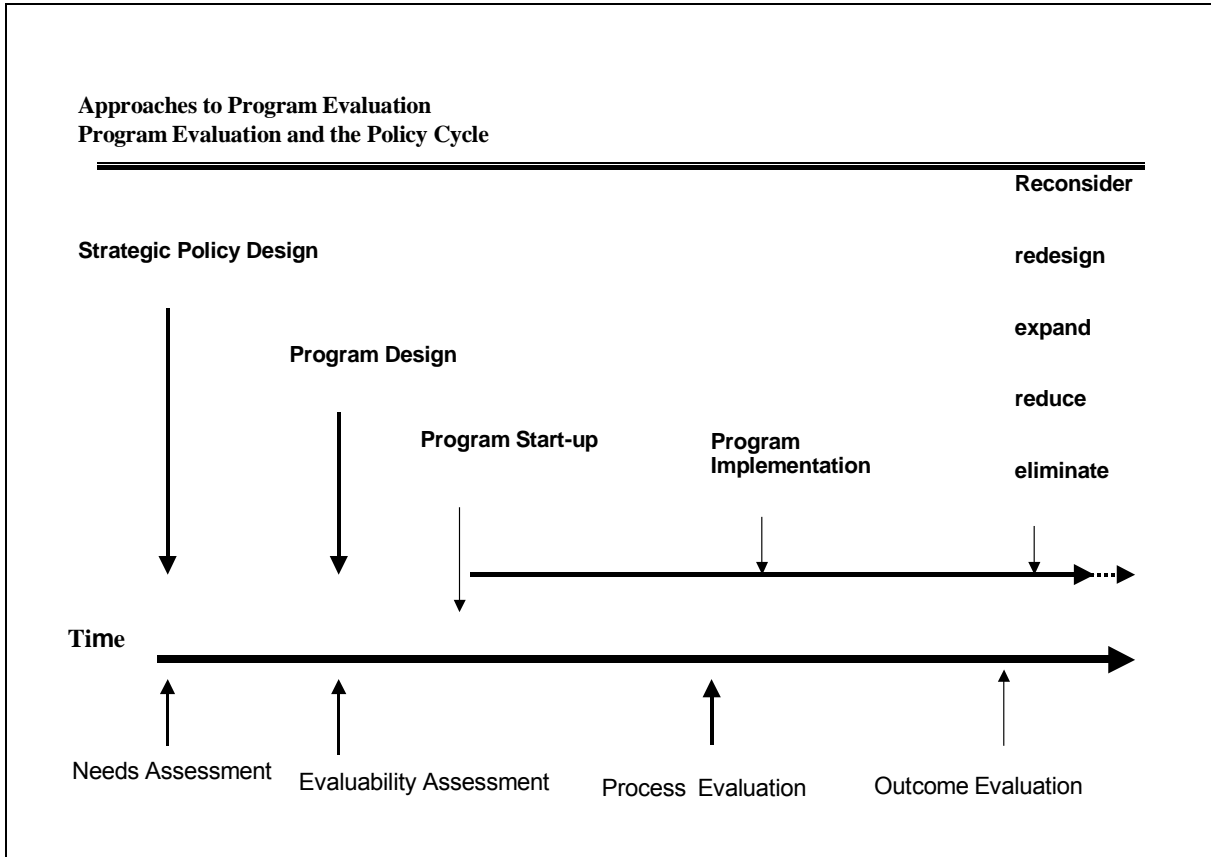 Approaches to Program Evaluation
Program Evaluation and the Policy Cycle
Reconsider
Strategic Policy Design
redesign
expand
Program Design
reduce
Program Start-up
Program
Implementation
eliminate
Time
Needs Assessment
Evaluability Assessment
Process Evaluation
Outcome Evaluation